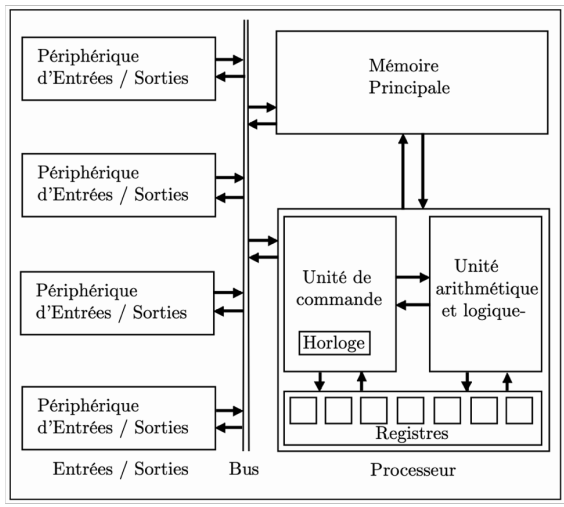 Périphérique
d'Entrées / Sorties
Mémoire
Principale
Périphérique
d'Entrées / Sorties
Périphérique
d'Entrées / Sorties
Unité de
commande
Horloge
Unité
arithmétique
et logique-
Périphérique
d'Entrées / Sorties
Registres
Entrées / Sorties
Bus
Processeur